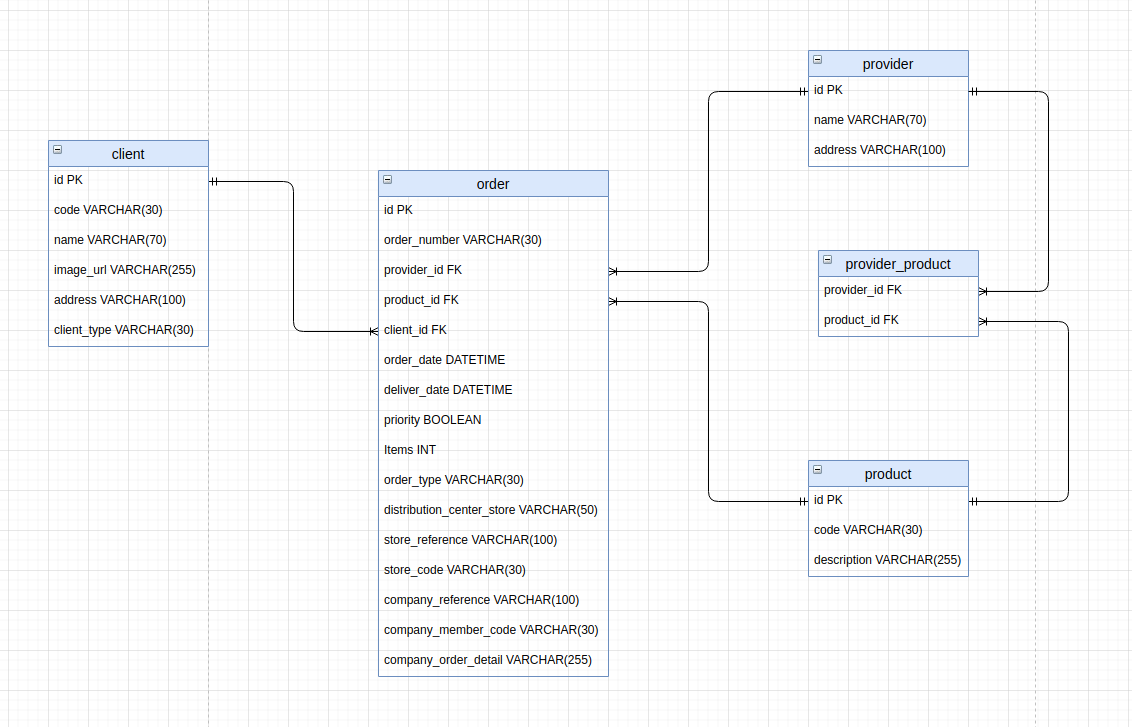 client
id PK
code VARCHAR(30)
name VARCHAR(70)
image_url VARCHAR(255)
address VARCHAR(100)
client_type VARCHAR(30)
order
id PK
order_number VARCHAR(30)
provider_id FK
product_id FK
client_id FK
order_date DATETIME
deliver_date DATETIME
priority BOOLEAN
Items INT
order_type VARCHAR(30)
distribution_center_store VARCHAR(50)
store_reference VARCHAR(100)
store_code VARCHAR(30)
company_reference VARCHAR(100)
company_member_code VARCHAR(30)
company_order_detail VARCHAR(255)
provider
id PK
name VARCHAR(70)
address VARCHAR(100)
provider_product
provider_id FK
product_id FK
product
id PK
code VARCHAR(30)
description VARCHAR(255)